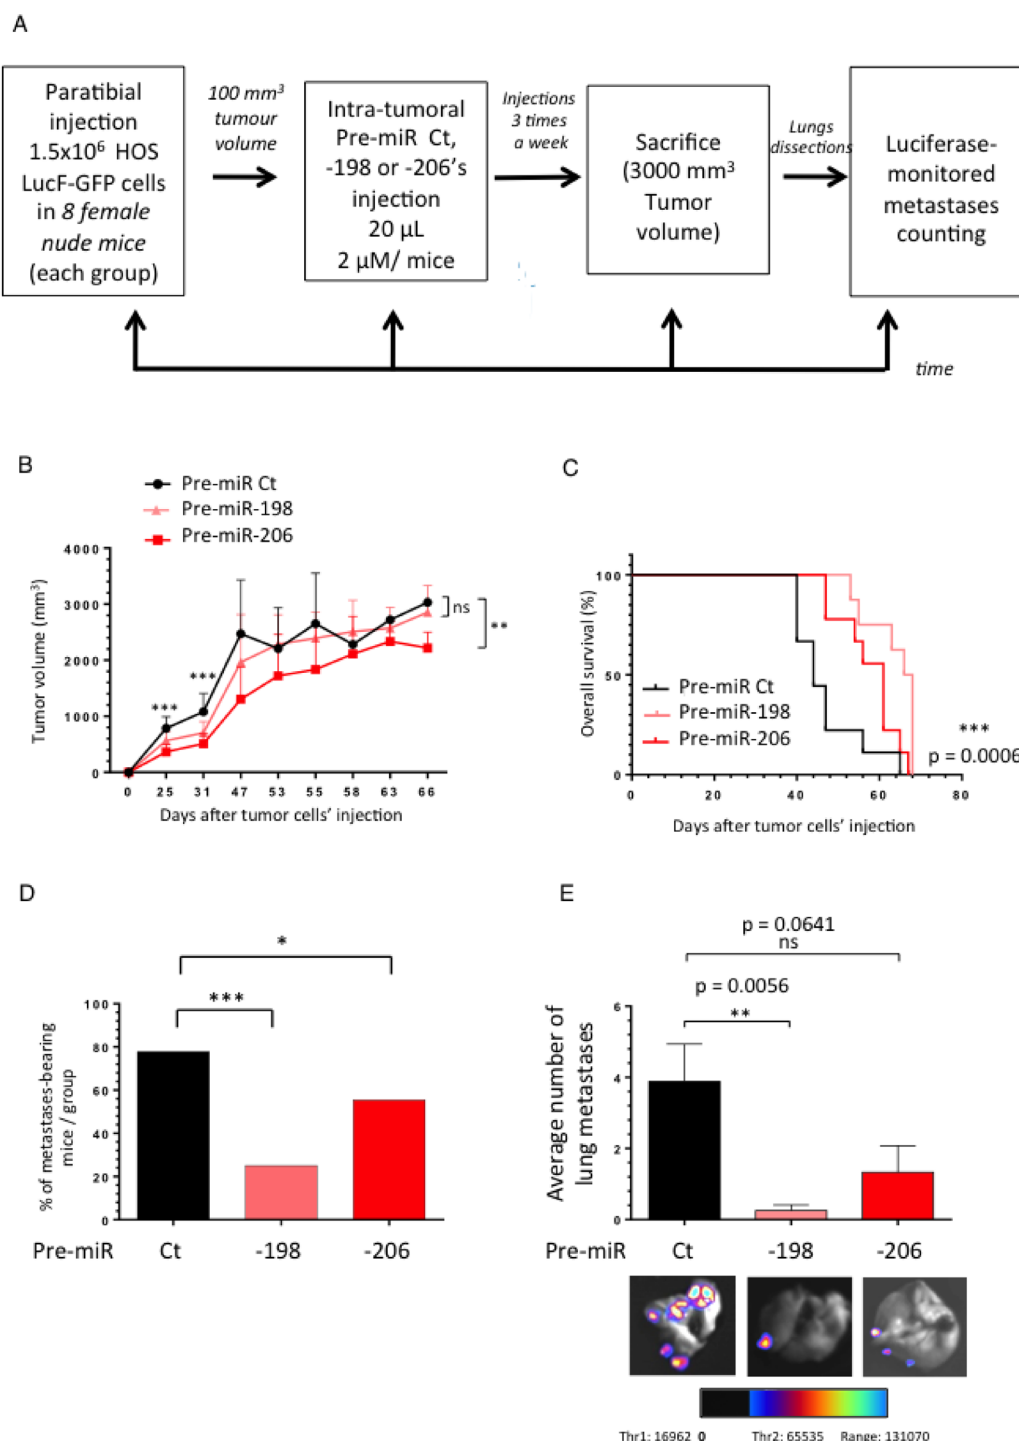 A
Paratibial
injection
1.5x10⁶ HOS
LucF-GFP cells
in 8 female
nude mice
(each group)
100 mm³
tumour
volume
Intra-tumoral
Pre-miR Ct,
-198 or -206's
injection
20 µL
2 µM/ mice
Injections
3 times
a week
Sacrifice
(3000 mm³
Tumor
volume)
Lungs
dissections
Luciferase-
monitored
metastases
counting
time
B
Pre-miR Ct
Pre-miR-198
Pre-miR-206
Tumor volume (mm³)
4000
3000
2000
1000
0
***
***
ns
**
0 25 31 47 53 55 58 63 66
Days after tumor cells' injection
C
Overall survival (%)
100
50
0
Pre-miR Ct
Pre-miR-198
Pre-miR-206
***
p = 0.0006
0 20 40 60 80
Days after tumor cells' injection
D
*
***
% of metastases-bearing
mice / group
100
80
60
40
20
0
Pre-miR Ct -198 -206
E
p = 0.0641
ns
p = 0.0056
**
Average number of
lung metastases
6
4
2
0
Pre-miR Ct -198 -206
Thr1: 16962 0 Thr2: 65535 Range: 131070